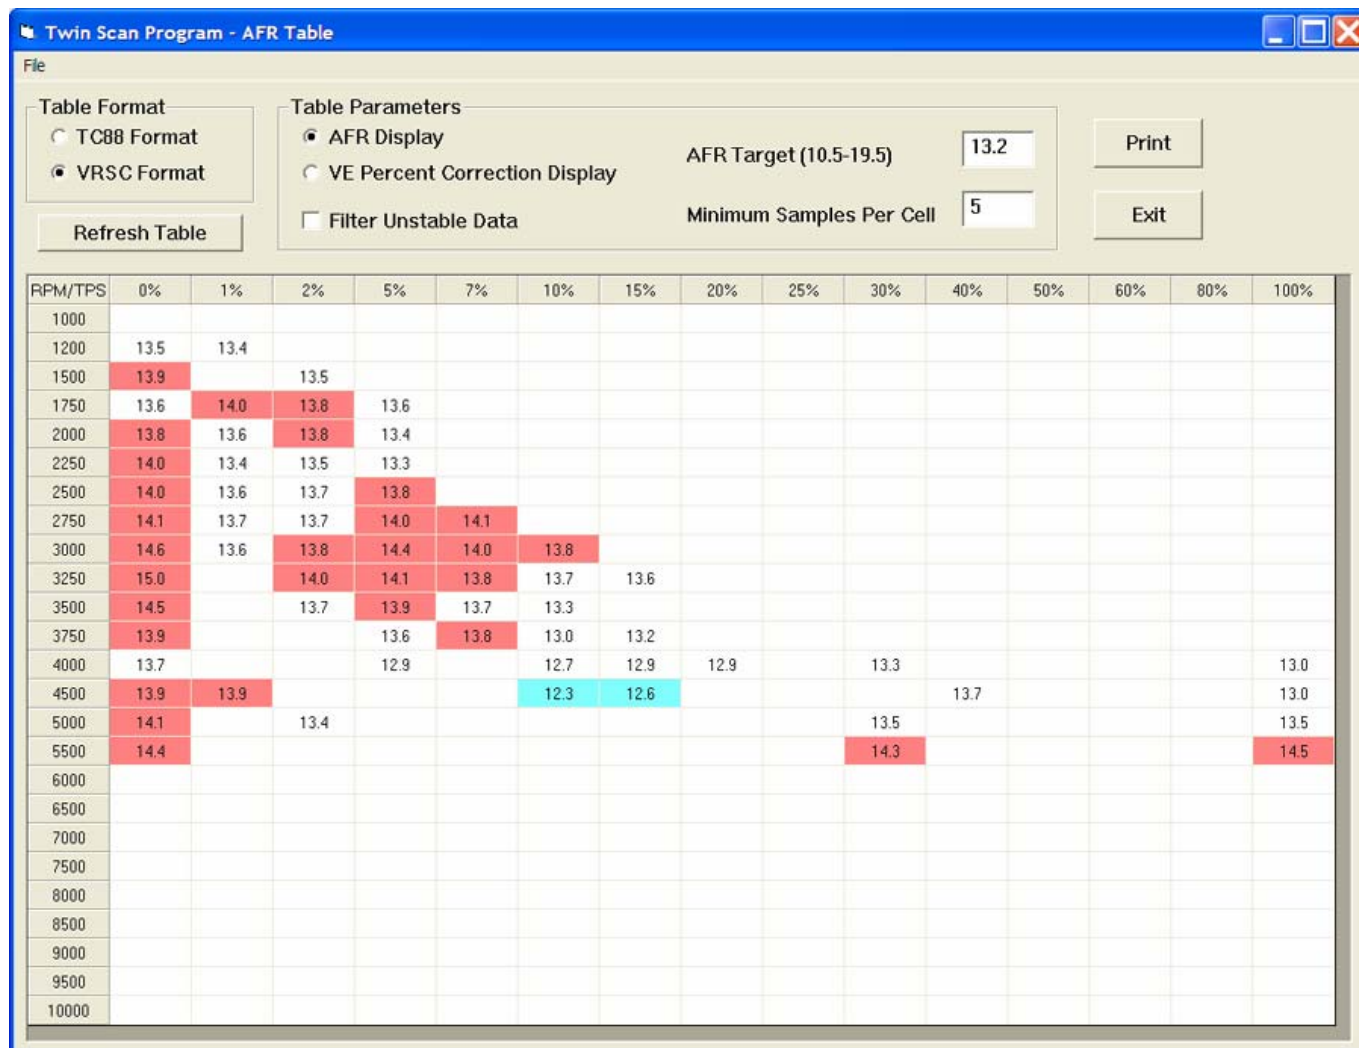 Twin Scan Program - AFR Table
File
Table Format
TC88 Format
VRSC Format
Refresh Table
Table Parameters
AFR Display
VE Percent Correction Display
Filter Unstable Data
AFR Target (10.5-19.5) 13.2
Minimum Samples Per Cell 5
Print
Exit
RPM/TPS 0% 1% 2% 5% 7% 10% 15% 20% 25% 30% 40% 50% 60% 80% 100%
1000
1200 13.5 13.4
1500 13.9 13.5
1750 13.6 14.0 13.8 13.6
2000 13.8 13.6 13.8 13.4
2250 14.0 13.4 13.5 13.3
2500 14.0 13.6 13.7 13.8
2750 14.1 13.7 13.7 14.0 14.1
3000 14.6 13.6 13.8 14.4 14.0 13.8
3250 15.0 14.0 14.1 13.8 13.7 13.6
3500 14.5 13.7 13.9 13.7 13.3
3750 13.9 13.6 13.8 13.0 13.2
4000 13.7 12.9 12.7 12.9 12.9 13.3 13.0
4500 13.9 13.9 12.3 12.6 13.7 13.0
5000 14.1 13.4 13.5 13.5
5500 14.4 14.3 14.5
6000
6500
7000
7500
8000
8500
9000
9500
10000